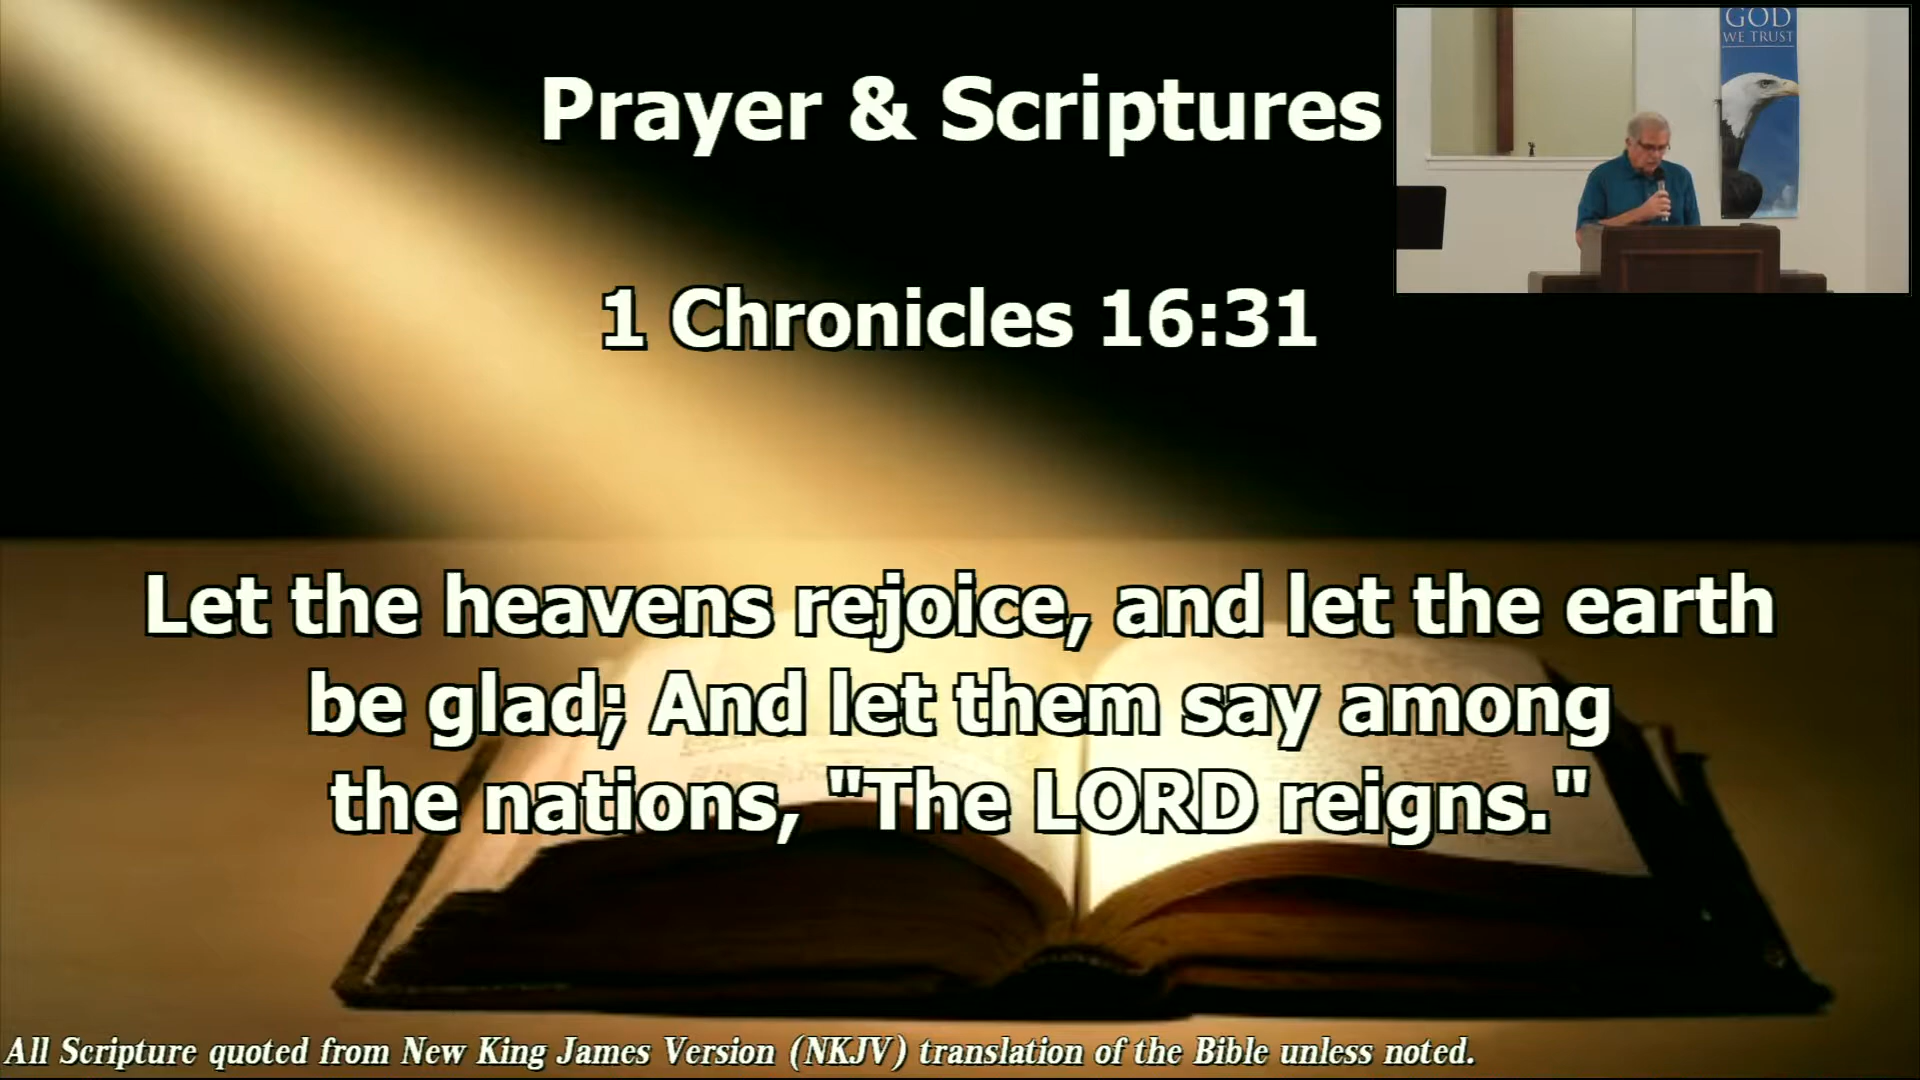 Prayer & Scriptures
GOD
WE TRUST
1 Chronicles 16:31
Let the heavens rejoice, and let the earth
be glad; And let them say among
the nations, "The LORD reigns."
All Scripture quoted from New King James Version (NKJV) translation of the Bible unless noted.